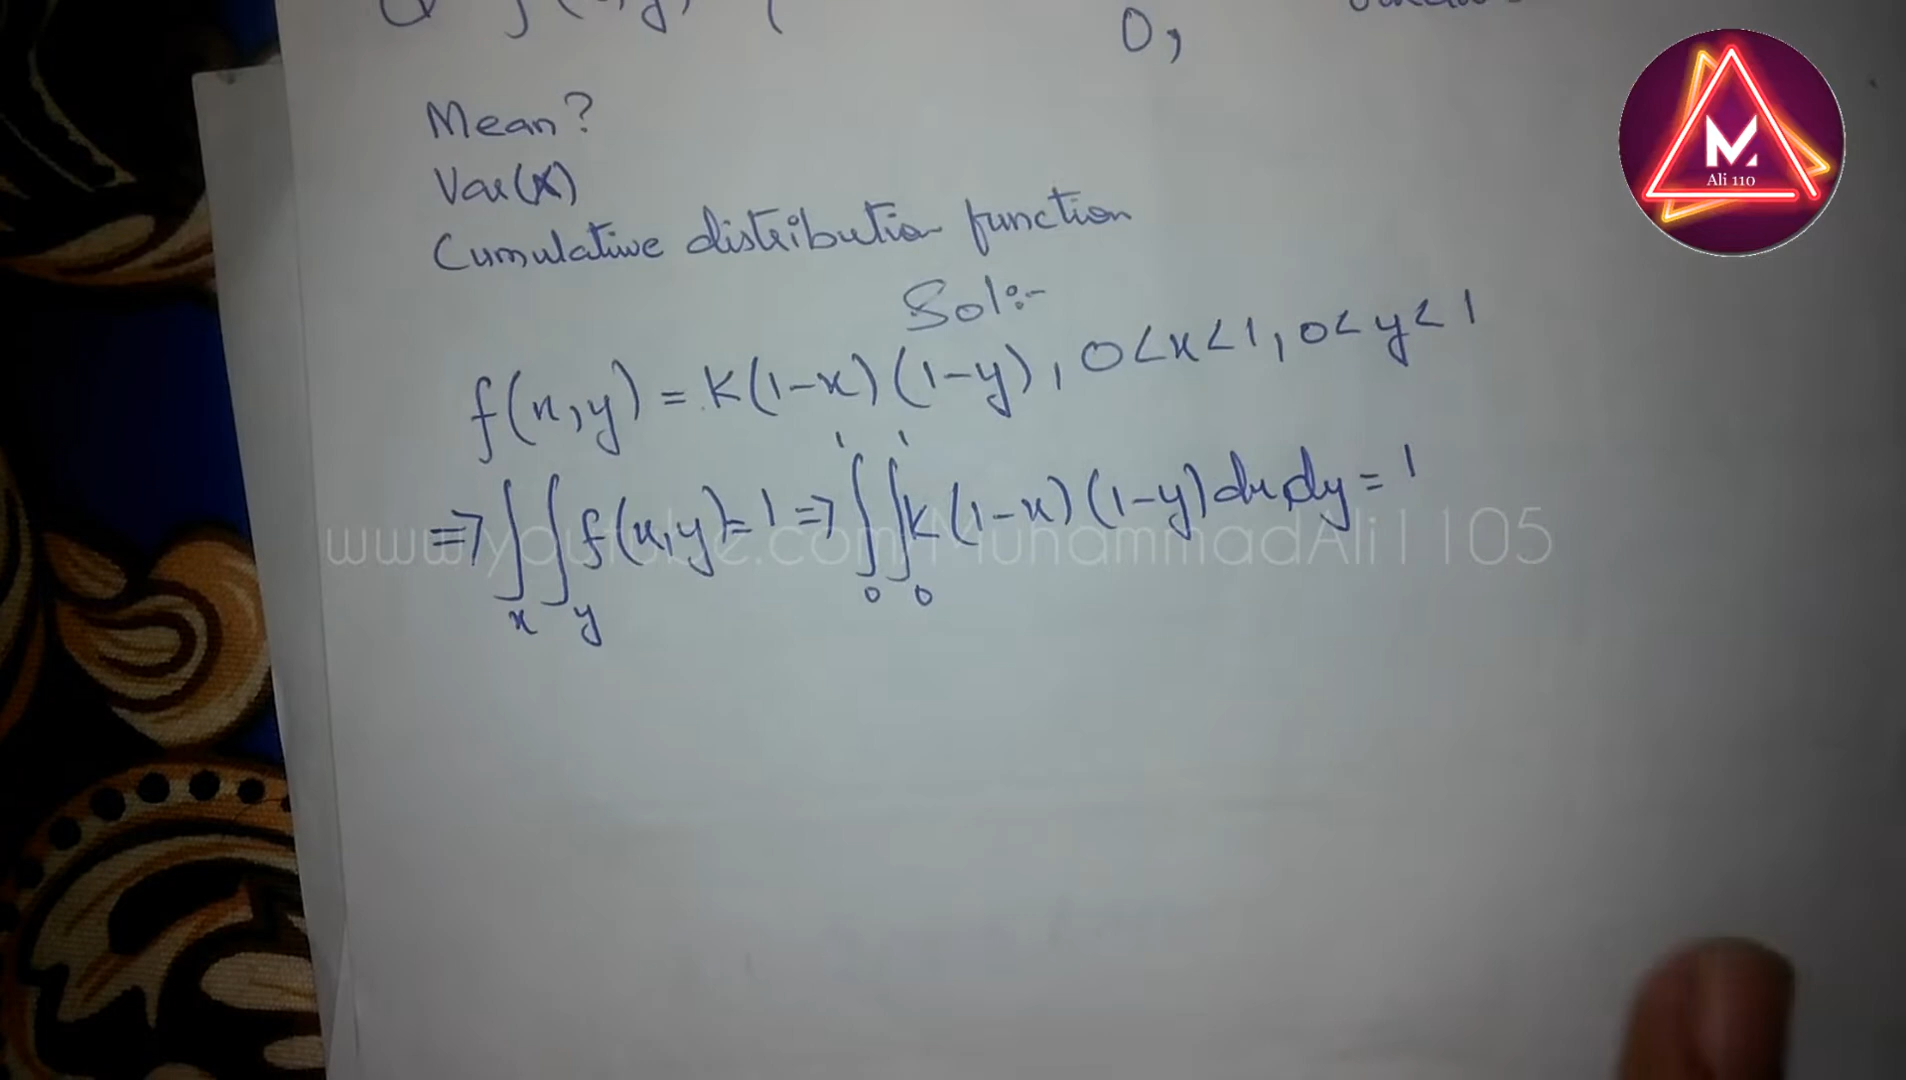 0,
Mean?
Var(X)
Cumulative distribution function
Sol:-
f(x,y) = K(1-x)(1-y), 0<x<1, 0<y<1
=> ∫x ∫y f(x,y) = 1 => ∫₀¹ ∫₀¹ k(1-x)(1-y)dx dy = 1
www.youtube.com/MuhammadAli1105
M
Ali 110